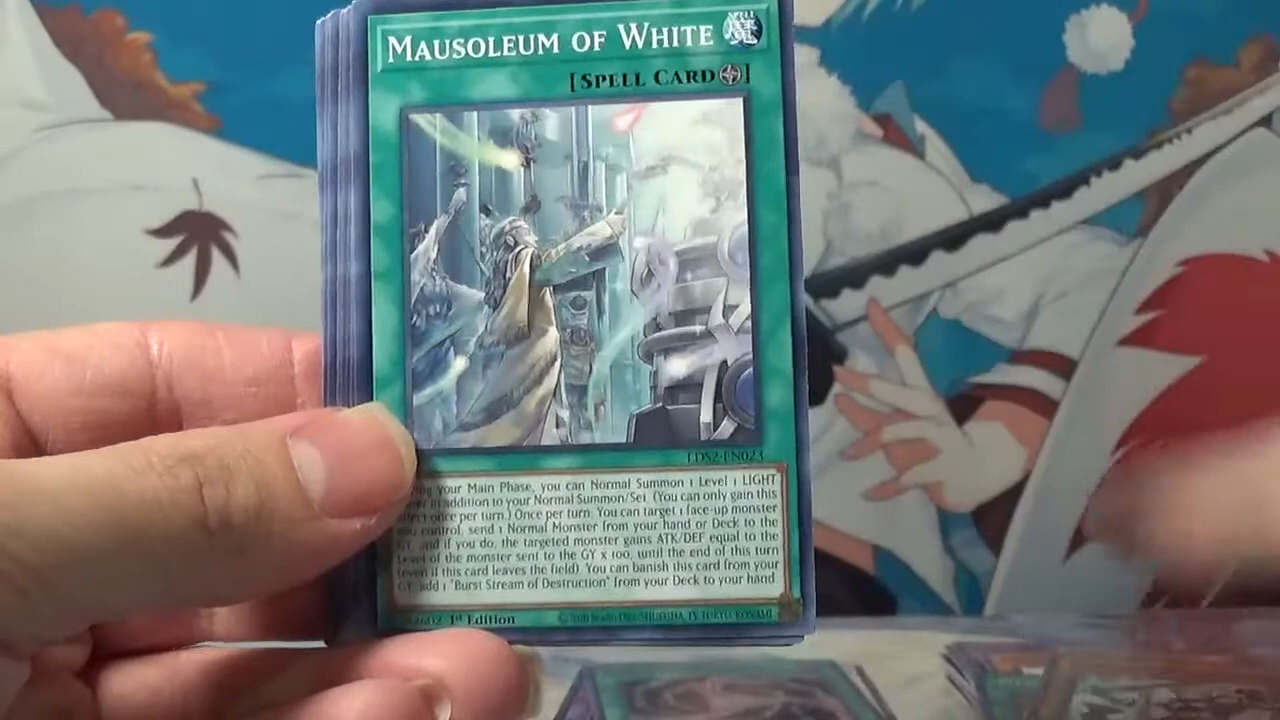 MAUSOLEUM OF WHITE
SPELL
魔
[SPELL CARD]
LDS2-EN023
your Main Phase, you can Normal Summon 1 Level 1 LIGHT
in addition to your Normal Summon/Set. (You can only gain this
effect once per turn.) Once per turn: You can target 1 face-up monster
you control; send 1 Normal Monster from your hand or Deck to the
GY, and if you do, the targeted monster gains ATK/DEF equal to the
Level of the monster sent to the GY x 100, until the end of this turn
(even if this card leaves the field). You can banish this card from your
GY; add 1 "Burst Stream of Destruction" from your Deck to your hand
1st Edition